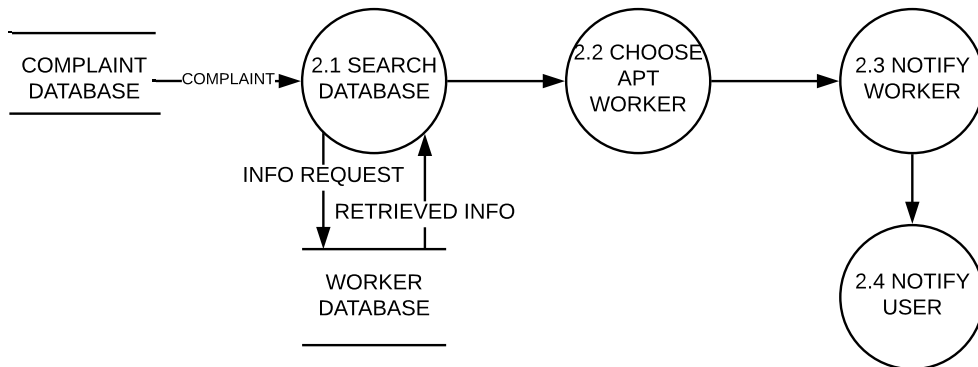 COMPLAINT
DATABASE
COMPLAINT
2.1 SEARCH
DATABASE
2.2 CHOOSE
APT
WORKER
2.3 NOTIFY
WORKER
INFO REQUEST
RETRIEVED INFO
WORKER
DATABASE
2.4 NOTIFY
USER